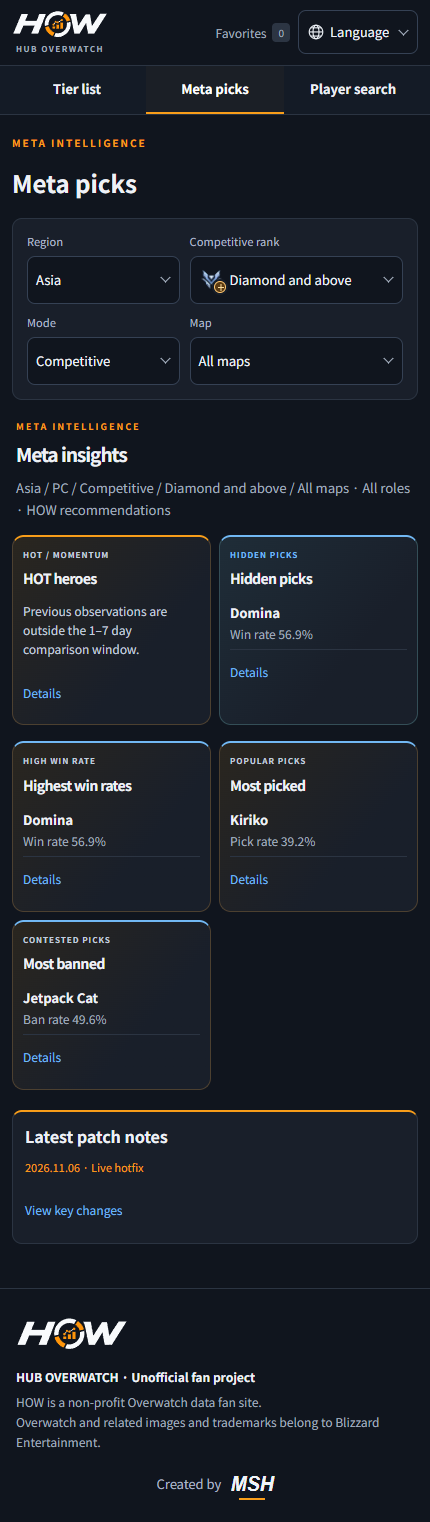 HOW
HUB OVERWATCH
Favorites 0
Language
Tier list
Meta picks
Player search
META INTELLIGENCE
Meta picks
Region
Competitive rank
Asia
Diamond and above
Mode
Map
Competitive
All maps
META INTELLIGENCE
Meta insights
Asia / PC / Competitive / Diamond and above / All maps · All roles
· HOW recommendations
HOT / MOMENTUM
HOT heroes
Previous observations are
outside the 1–7 day
comparison window.
Details
HIDDEN PICKS
Hidden picks
Domina
Win rate 56.9%
Details
HIGH WIN RATE
Highest win rates
Domina
Win rate 56.9%
Details
POPULAR PICKS
Most picked
Kiriko
Pick rate 39.2%
Details
CONTESTED PICKS
Most banned
Jetpack Cat
Ban rate 49.6%
Details
Latest patch notes
2026.11.06 · Live hotfix
View key changes
HOW
HUB OVERWATCH · Unofficial fan project
HOW is a non-profit Overwatch data fan site.
Overwatch and related images and trademarks belong to Blizzard
Entertainment.
Created by MSH